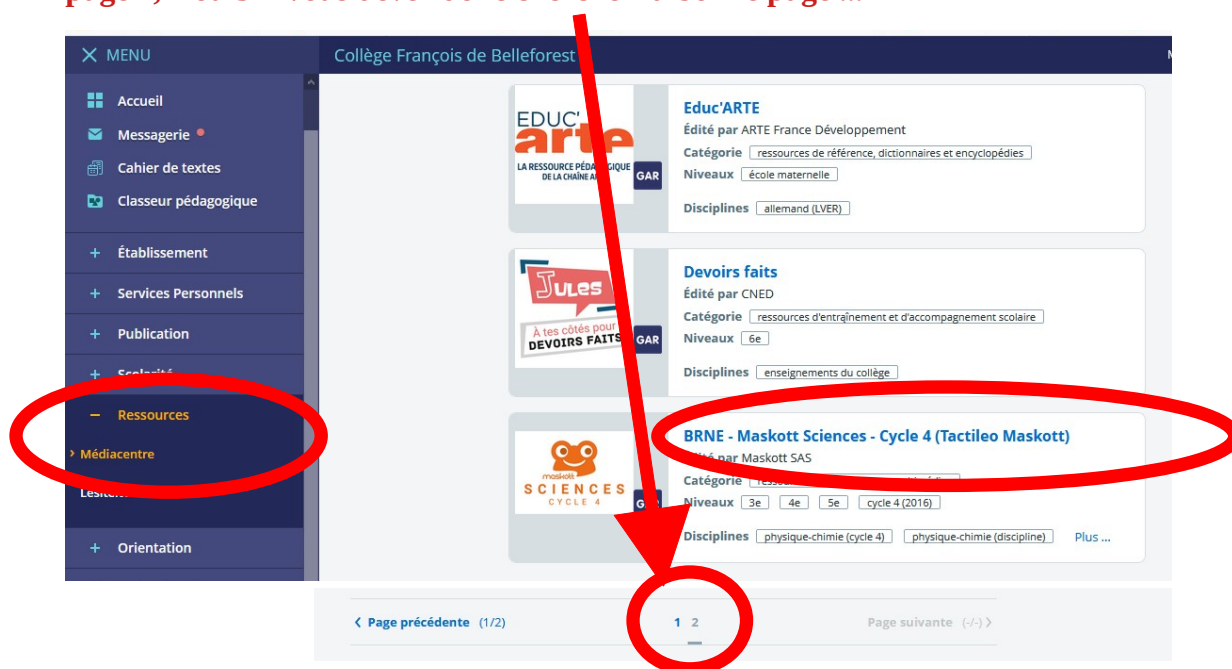 MENU
Collège François de Belleforest
Accueil
Messagerie
Cahier de textes
Classeur pédagogique
+ Établissement
+ Services Personnels
+ Publication
+
− Ressources
> Médiacentre
+ Orientation
EDUC'
arte
LA RESSOURCE
DE LA CHAÎNE
GAR
Educ'ARTE
Édité par ARTE France Développement
Catégorie ressources de référence, dictionnaires et encyclopédies
Niveaux école maternelle
Disciplines allemand (LVER)
JULES
À tes côtés pour
DEVOIRS FAITS
GAR
Devoirs faits
Édité par CNED
Catégorie ressources d'entraînement et d'accompagnement scolaire
Niveaux 6e
Disciplines enseignements du collège
maskott
SCIENCES
CYCLE 4
BRNE - Maskott Sciences - Cycle 4 (Tactileo Maskott)
par Maskott SAS
Catégorie
Niveaux 3e 4e 5e cycle 4 (2016)
Disciplines physique-chimie (cycle 4) physique-chimie (discipline) Plus ...
< Page précédente (1/2) 1 2 Page suivante (-/-) >